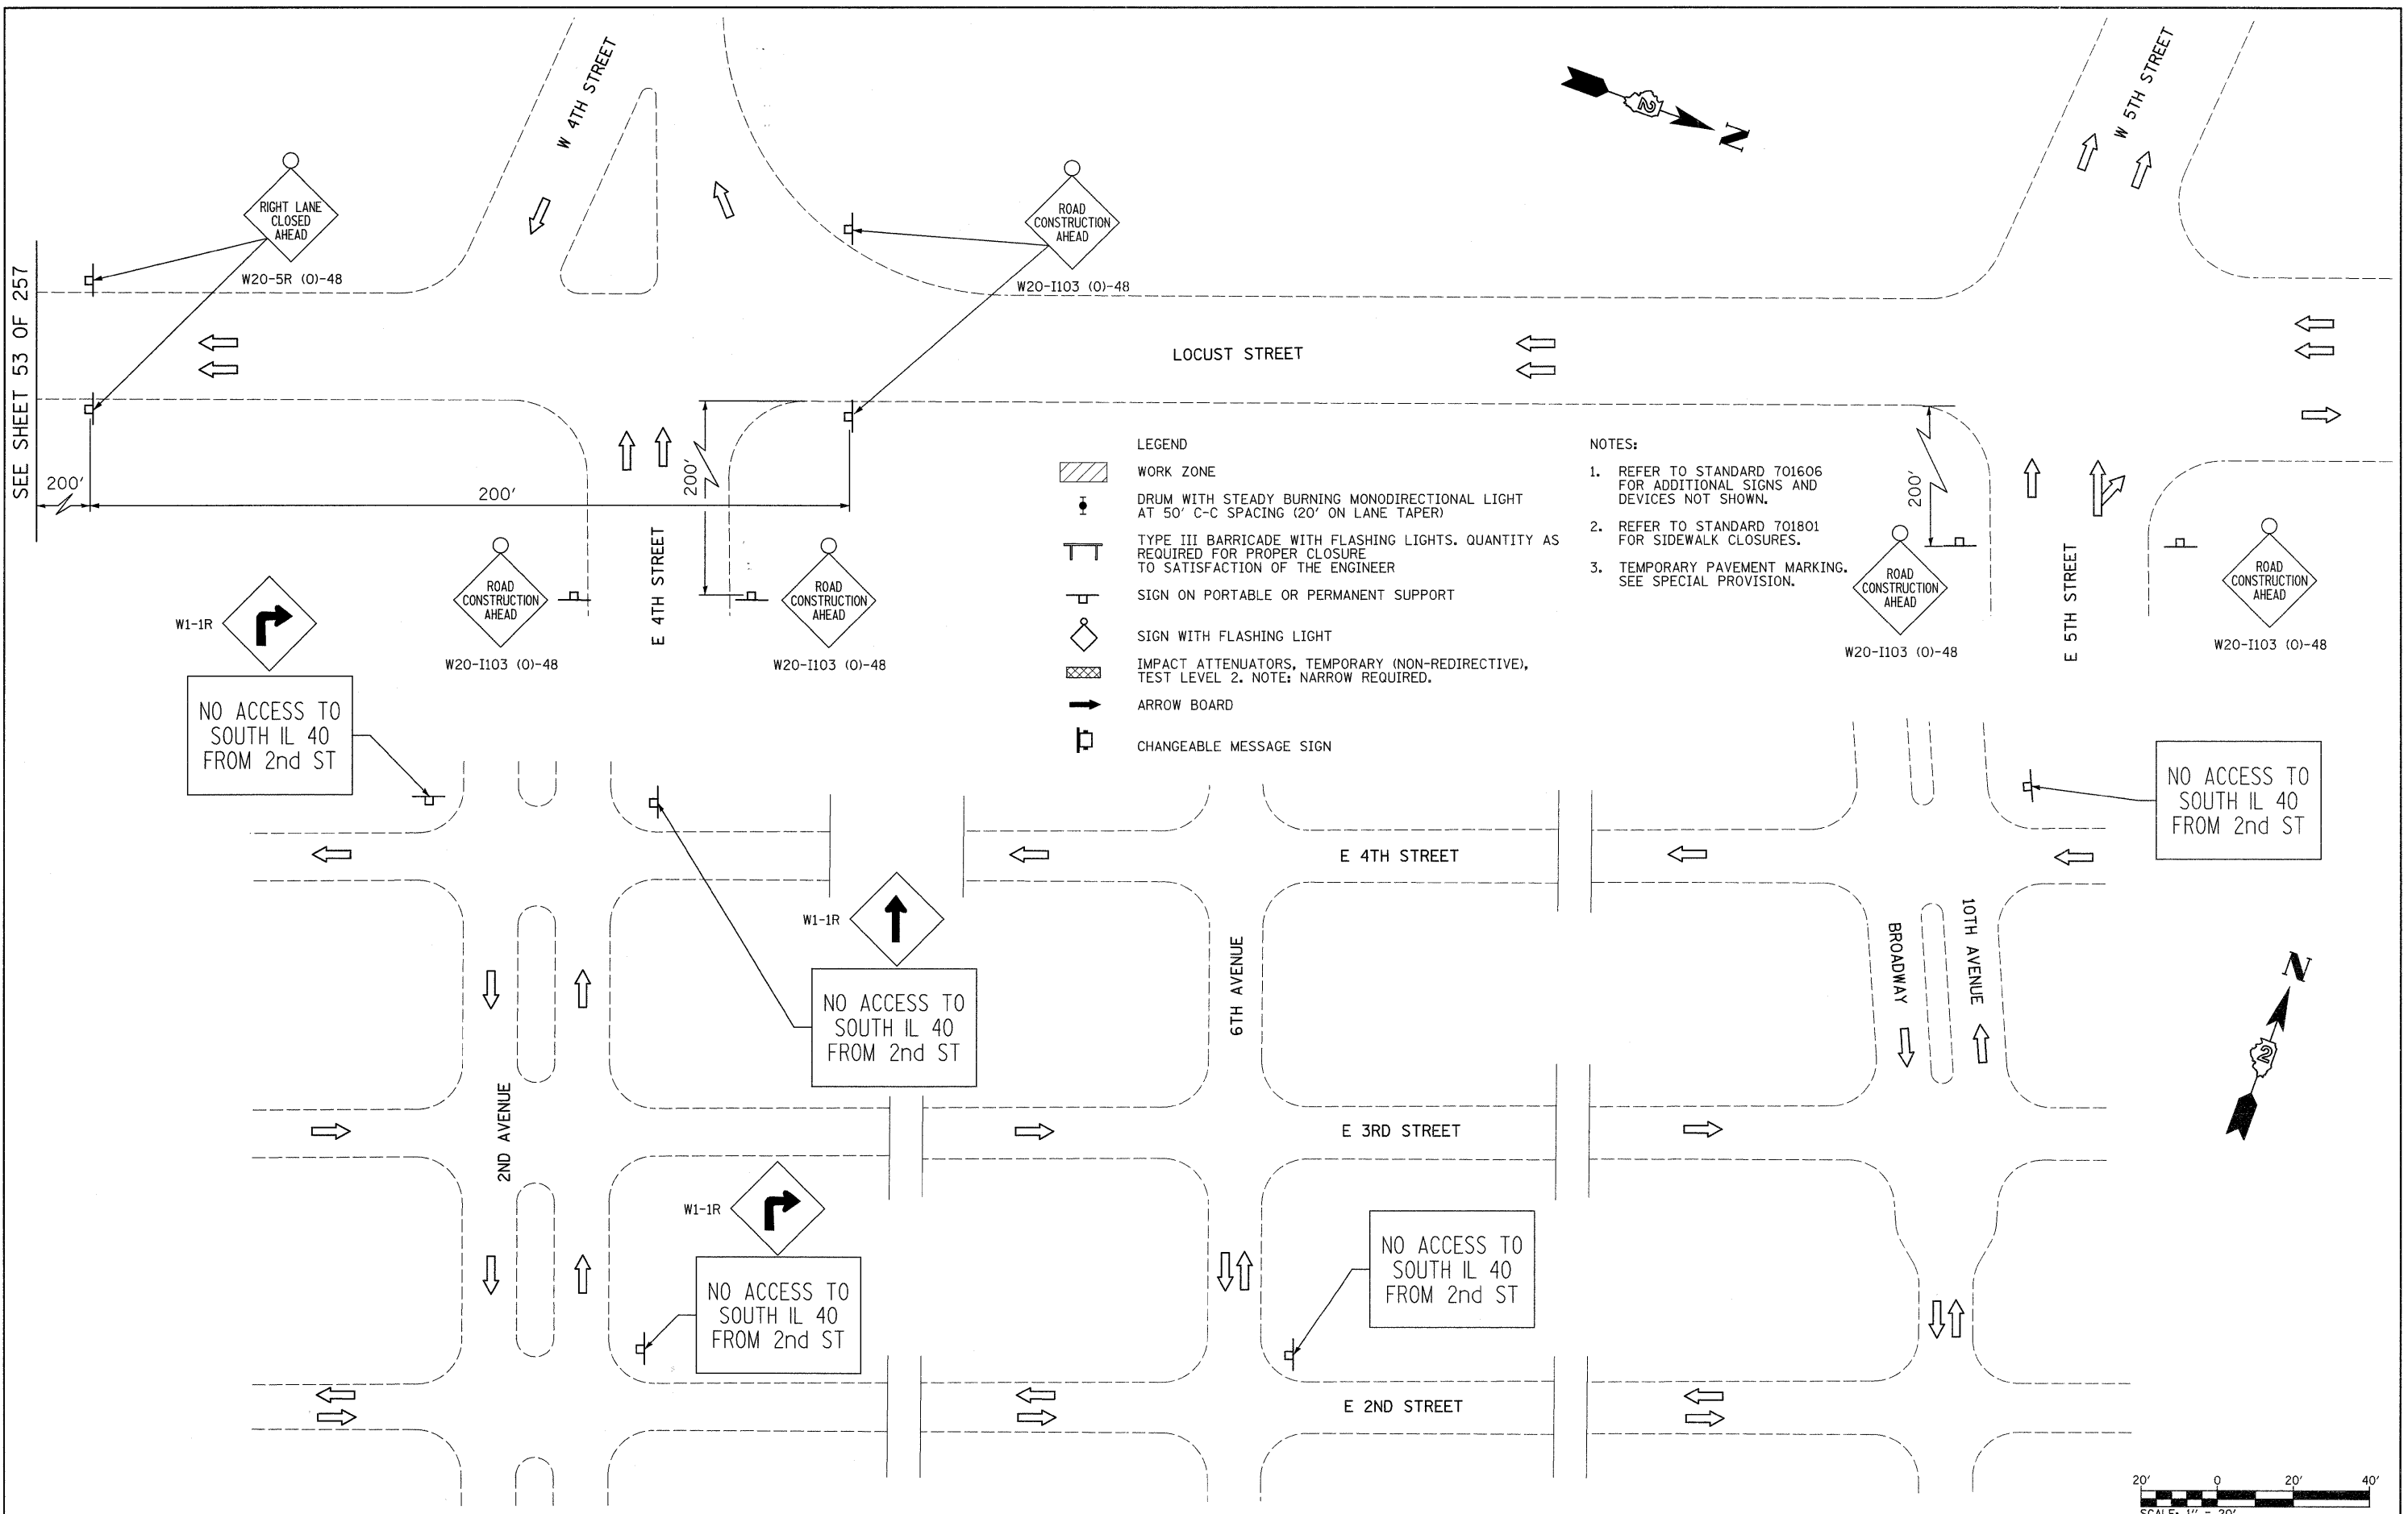 W 4TH STREET
W 5TH STREET
N
2
RIGHT LANE
CLOSED
AHEAD
W20-5R (O)-48
ROAD
CONSTRUCTION
AHEAD
W20-I103 (O)-48
SEE SHEET 53 OF 257
LOCUST STREET
200'
200'
200'
200'
E 4TH STREET
E 5TH STREET
LEGEND
WORK ZONE
DRUM WITH STEADY BURNING MONODIRECTIONAL LIGHT
AT 50' C-C SPACING (20' ON LANE TAPER)
TYPE III BARRICADE WITH FLASHING LIGHTS. QUANTITY AS
REQUIRED FOR PROPER CLOSURE
TO SATISFACTION OF THE ENGINEER
SIGN ON PORTABLE OR PERMANENT SUPPORT
SIGN WITH FLASHING LIGHT
IMPACT ATTENUATORS, TEMPORARY (NON-REDIRECTIVE),
TEST LEVEL 2. NOTE: NARROW REQUIRED.
ARROW BOARD
CHANGEABLE MESSAGE SIGN
NOTES:
1. REFER TO STANDARD 701606
FOR ADDITIONAL SIGNS AND
DEVICES NOT SHOWN.
2. REFER TO STANDARD 701801
FOR SIDEWALK CLOSURES.
3. TEMPORARY PAVEMENT MARKING.
SEE SPECIAL PROVISION.
ROAD
CONSTRUCTION
AHEAD
W20-I103 (O)-48
ROAD
CONSTRUCTION
AHEAD
W20-I103 (O)-48
ROAD
CONSTRUCTION
AHEAD
W20-I103 (O)-48
ROAD
CONSTRUCTION
AHEAD
W20-I103 (O)-48
W1-1R
NO ACCESS TO
SOUTH IL 40
FROM 2nd ST
NO ACCESS TO
SOUTH IL 40
FROM 2nd ST
E 4TH STREET
W1-1R
NO ACCESS TO
SOUTH IL 40
FROM 2nd ST
6TH AVENUE
BROADWAY
10TH AVENUE
N
2
2ND AVENUE
E 3RD STREET
W1-1R
NO ACCESS TO
SOUTH IL 40
FROM 2nd ST
NO ACCESS TO
SOUTH IL 40
FROM 2nd ST
E 2ND STREET
20' 0 20' 40'
SCALE: 1" = 20'